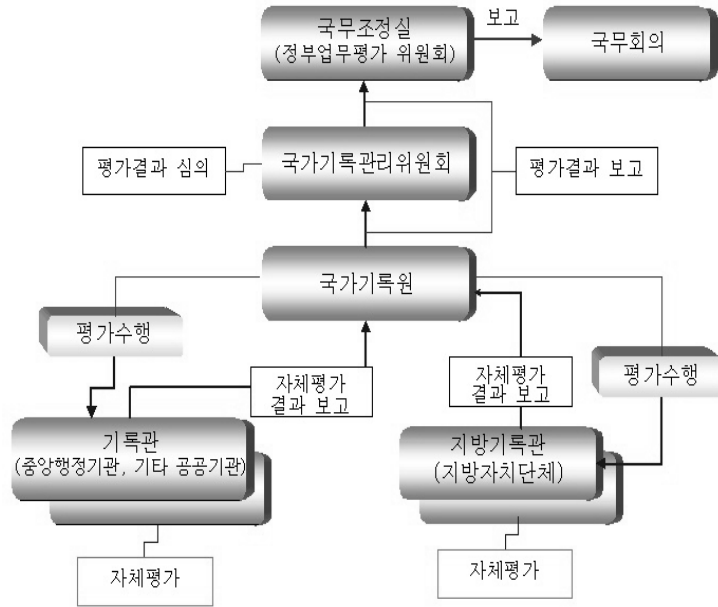 국무조정실
(정부업무평가 위원회)
보고
국무회의
평가결과 심의
국가기록관리위원회
평가결과 보고
국가기록원
평가수행
자체평가
결과 보고
자체평가
결과 보고
평가수행
기록관
(중앙행정기관, 기타 공공기관)
지방기록관
(지방자치단체)
자체평가
자체평가